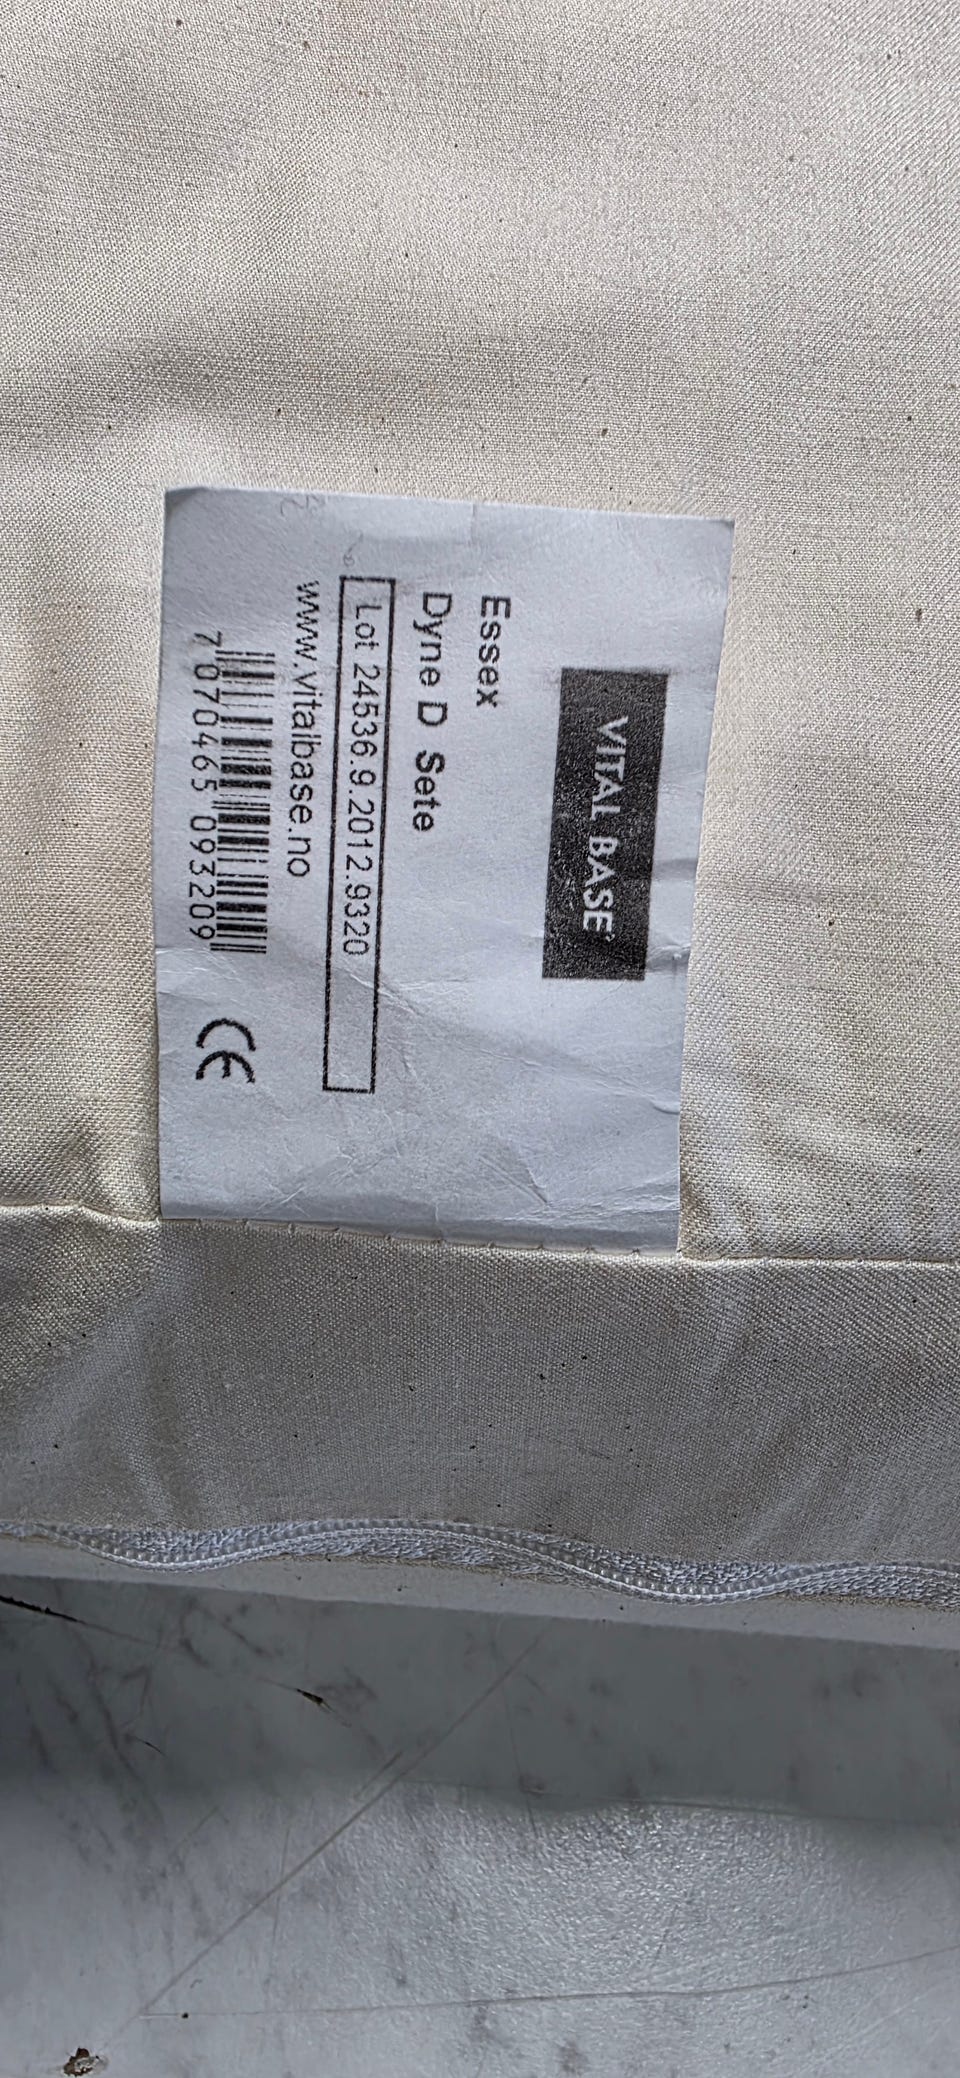 VITAL BASE®
Essex
Dyne D Sete
Lot 24536.9.2012.9320
www.vitalbase.no
7 070465 093209
CE